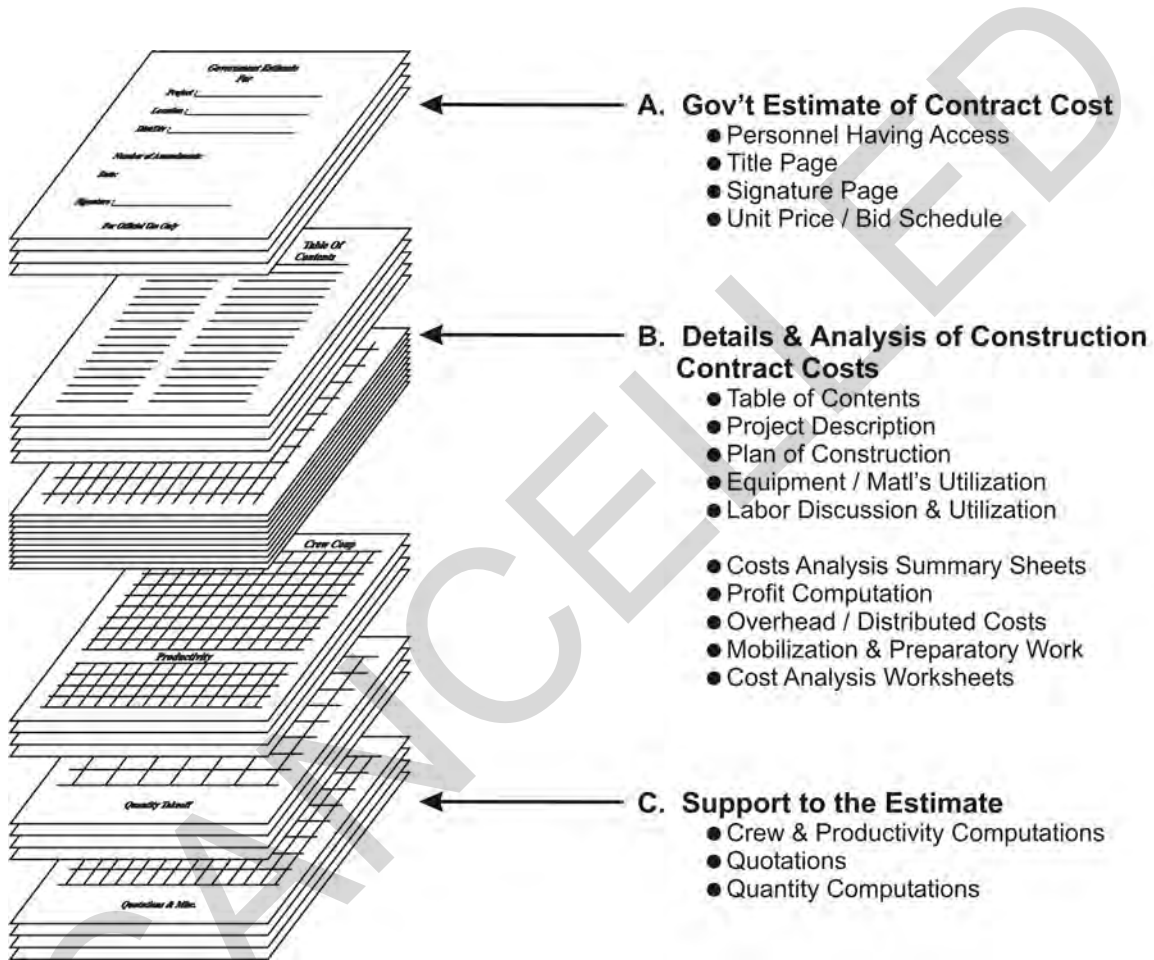 Government Estimate
For
Project :
Location :
Number of Amendments
Date:
Signature :
For Official Use Only
Table Of
Contents
Crew Comp
Productivity
Quantity Takeoff
Quotations & Misc.
A. Gov't Estimate of Contract Cost
● Personnel Having Access
● Title Page
● Signature Page
● Unit Price / Bid Schedule
B. Details & Analysis of Construction
Contract Costs
● Table of Contents
● Project Description
● Plan of Construction
● Equipment / Matl's Utilization
● Labor Discussion & Utilization
● Costs Analysis Summary Sheets
● Profit Computation
● Overhead / Distributed Costs
● Mobilization & Preparatory Work
● Cost Analysis Worksheets
C. Support to the Estimate
● Crew & Productivity Computations
● Quotations
● Quantity Computations
CANCELLED